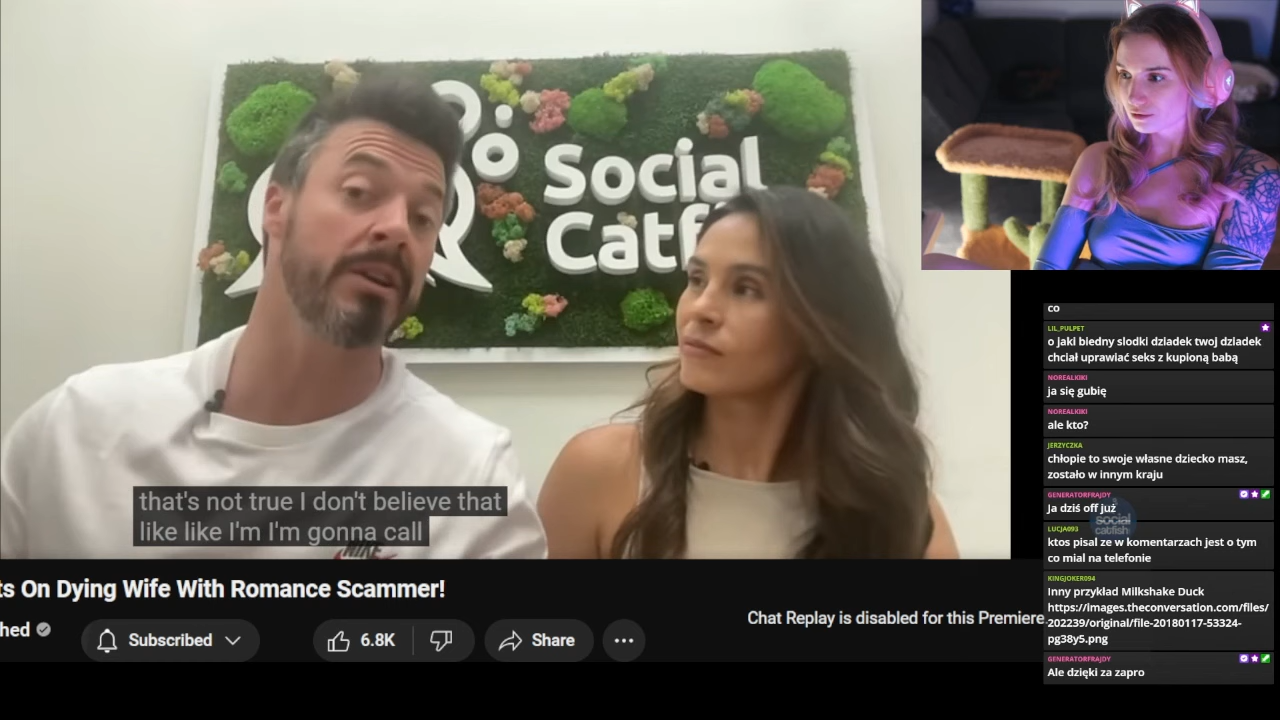 Social
Catf
that's not true I don't believe that
like like I'm I'm gonna call
NIKE
ts On Dying Wife With Romance Scammer!
hed
Subscribed
6.8K
Share
Chat Replay is disabled for this Premiere.
co
LIL_PULPET
o jaki biedny slodki dziadek twoj dziadek
chciał uprawiać seks z kupioną babą
NOREALKIKI
ja się gubię
NOREALKIKI
ale kto?
JERZYCZKA
chłopie to swoje własne dziecko masz,
zostało w innym kraju
GENERATORFRAJDY
Ja dziś off już
social
catfish
LUCJA093
ktos pisal ze w komentarzach jest o tym
co mial na telefonie
KINGJOKER094
Inny przykład Milkshake Duck
https://images.theconversation.com/files/
202239/original/file-20180117-53324-
pg38y5.png
GENERATORFRAJDY
Ale dzięki za zapro